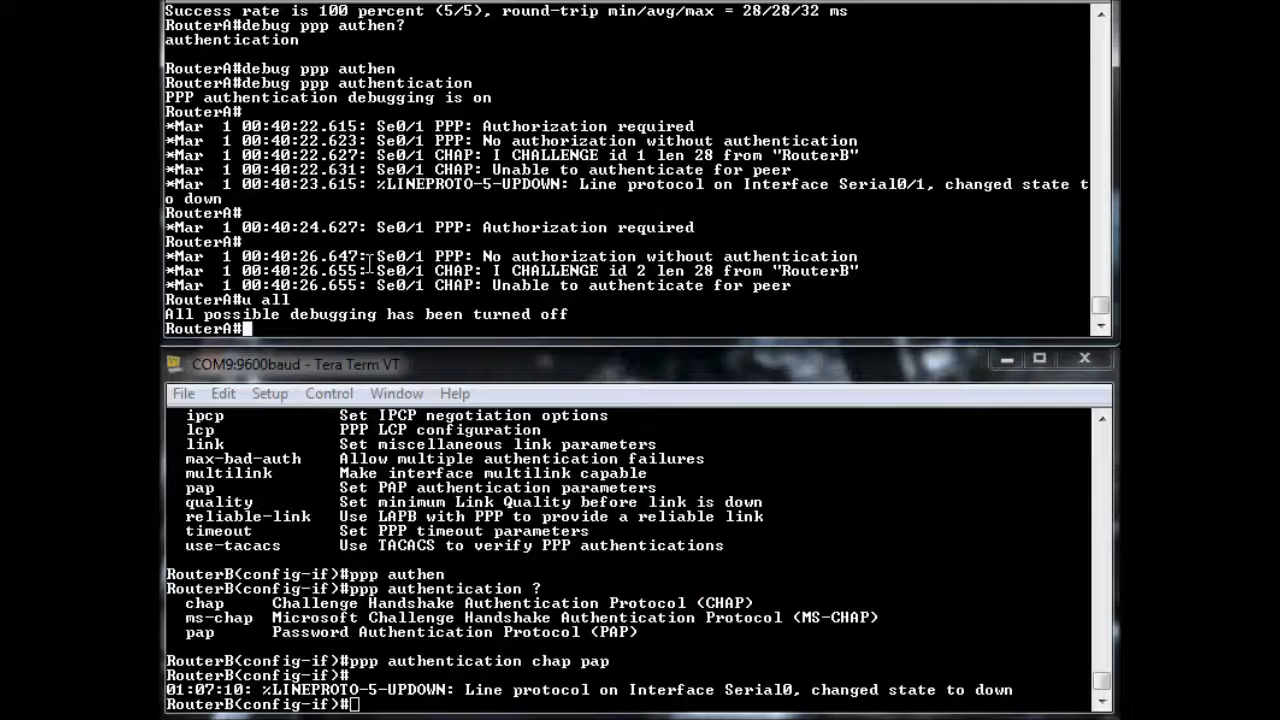 Success rate is 100 percent (5/5), round-trip min/avg/max = 28/28/32 ms
RouterA#debug ppp authen?
authentication
RouterA#debug ppp authen
RouterA#debug ppp authentication
PPP authentication debugging is on
RouterA#
*Mar  1 00:40:22.615: Se0/1 PPP: Authorization required
*Mar  1 00:40:22.623: Se0/1 PPP: No authorization without authentication
*Mar  1 00:40:22.627: Se0/1 CHAP: I CHALLENGE id 1 len 28 from "RouterB"
*Mar  1 00:40:22.631: Se0/1 CHAP: Unable to authenticate for peer
*Mar  1 00:40:23.615: %LINEPROTO-5-UPDOWN: Line protocol on Interface Serial0/1, changed state t
o down
RouterA#
*Mar  1 00:40:24.627: Se0/1 PPP: Authorization required
RouterA#
*Mar  1 00:40:26.647: Se0/1 PPP: No authorization without authentication
*Mar  1 00:40:26.655: Se0/1 CHAP: I CHALLENGE id 2 len 28 from "RouterB"
*Mar  1 00:40:26.655: Se0/1 CHAP: Unable to authenticate for peer
RouterA#u all
All possible debugging has been turned off
RouterA#
COM9:9600baud - Tera Term VT
File Edit Setup Control Window Help
ipcp Set IPCP negotiation options
lcp PPP LCP configuration
link Set miscellaneous link parameters
max-bad-auth Allow multiple authentication failures
multilink Make interface multilink capable
pap Set PAP authentication parameters
quality Set minimum Link Quality before link is down
reliable-link Use LAPB with PPP to provide a reliable link
timeout Set PPP timeout parameters
use-tacacs Use TACACS to verify PPP authentications
RouterB(config-if)#ppp authen
RouterB(config-if)#ppp authentication ?
chap Challenge Handshake Authentication Protocol (CHAP)
ms-chap Microsoft Challenge Handshake Authentication Protocol (MS-CHAP)
pap Password Authentication Protocol (PAP)
RouterB(config-if)#ppp authentication chap pap
RouterB(config-if)#
01:07:10: %LINEPROTO-5-UPDOWN: Line protocol on Interface Serial0, changed state to down
RouterB(config-if)#